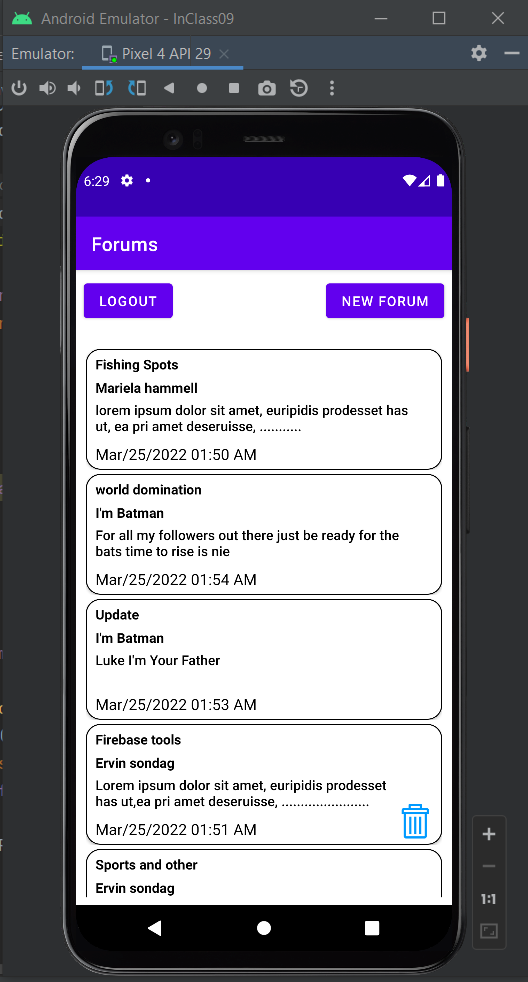 Android Emulator - InClass09
Emulator:
Pixel 4 API 29
6:29
Forums
LOGOUT
NEW FORUM
Fishing Spots
Mariela hammell
lorem ipsum dolor sit amet, euripidis prodesset has
ut, ea pri amet deseruisse, ...........
Mar/25/2022 01:50 AM
world domination
I'm Batman
For all my followers out there just be ready for the
bats time to rise is nie
Mar/25/2022 01:54 AM
Update
I'm Batman
Luke I'm Your Father
Mar/25/2022 01:53 AM
Firebase tools
Ervin sondag
Lorem ipsum dolor sit amet, euripidis prodesset
has ut,ea pri amet deseruisse, .......................
Mar/25/2022 01:51 AM
Sports and other
Ervin sondag
1:1